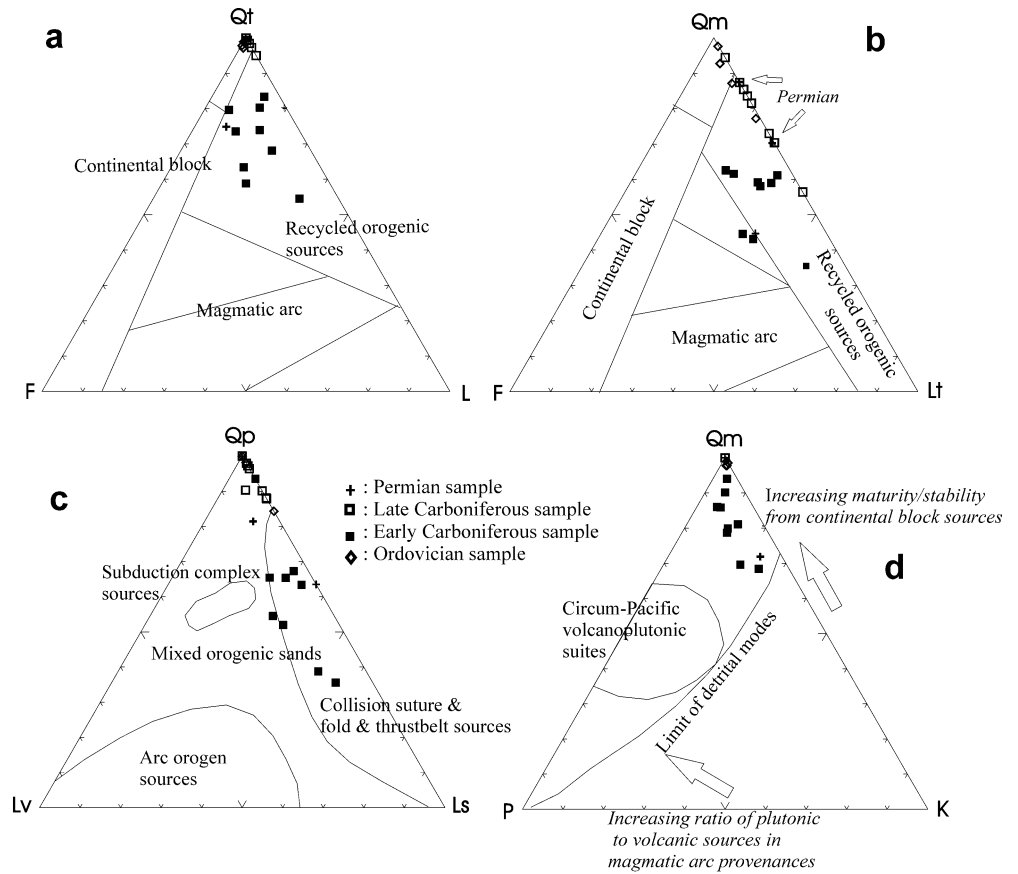 a
Qt
Continental block
Recycled orogenic
sources
Magmatic arc
F
L
b
Qm
Permian
Continental block
Recycled orogenic
sources
Magmatic arc
F
Lt
c
Qp
: Permian sample
: Late Carboniferous sample
: Early Carboniferous sample
: Ordovician sample
Subduction complex
sources
Mixed orogenic sands
Collision suture &
fold & thrustbelt sources
Arc orogen
sources
Lv
Ls
d
Qm
Increasing maturity/stability
from continental block sources
Circum-Pacific
volcanoplutonic
suites
Limit of detrital modes
P
K
Increasing ratio of plutonic
to volcanic sources in
magmatic arc provenances